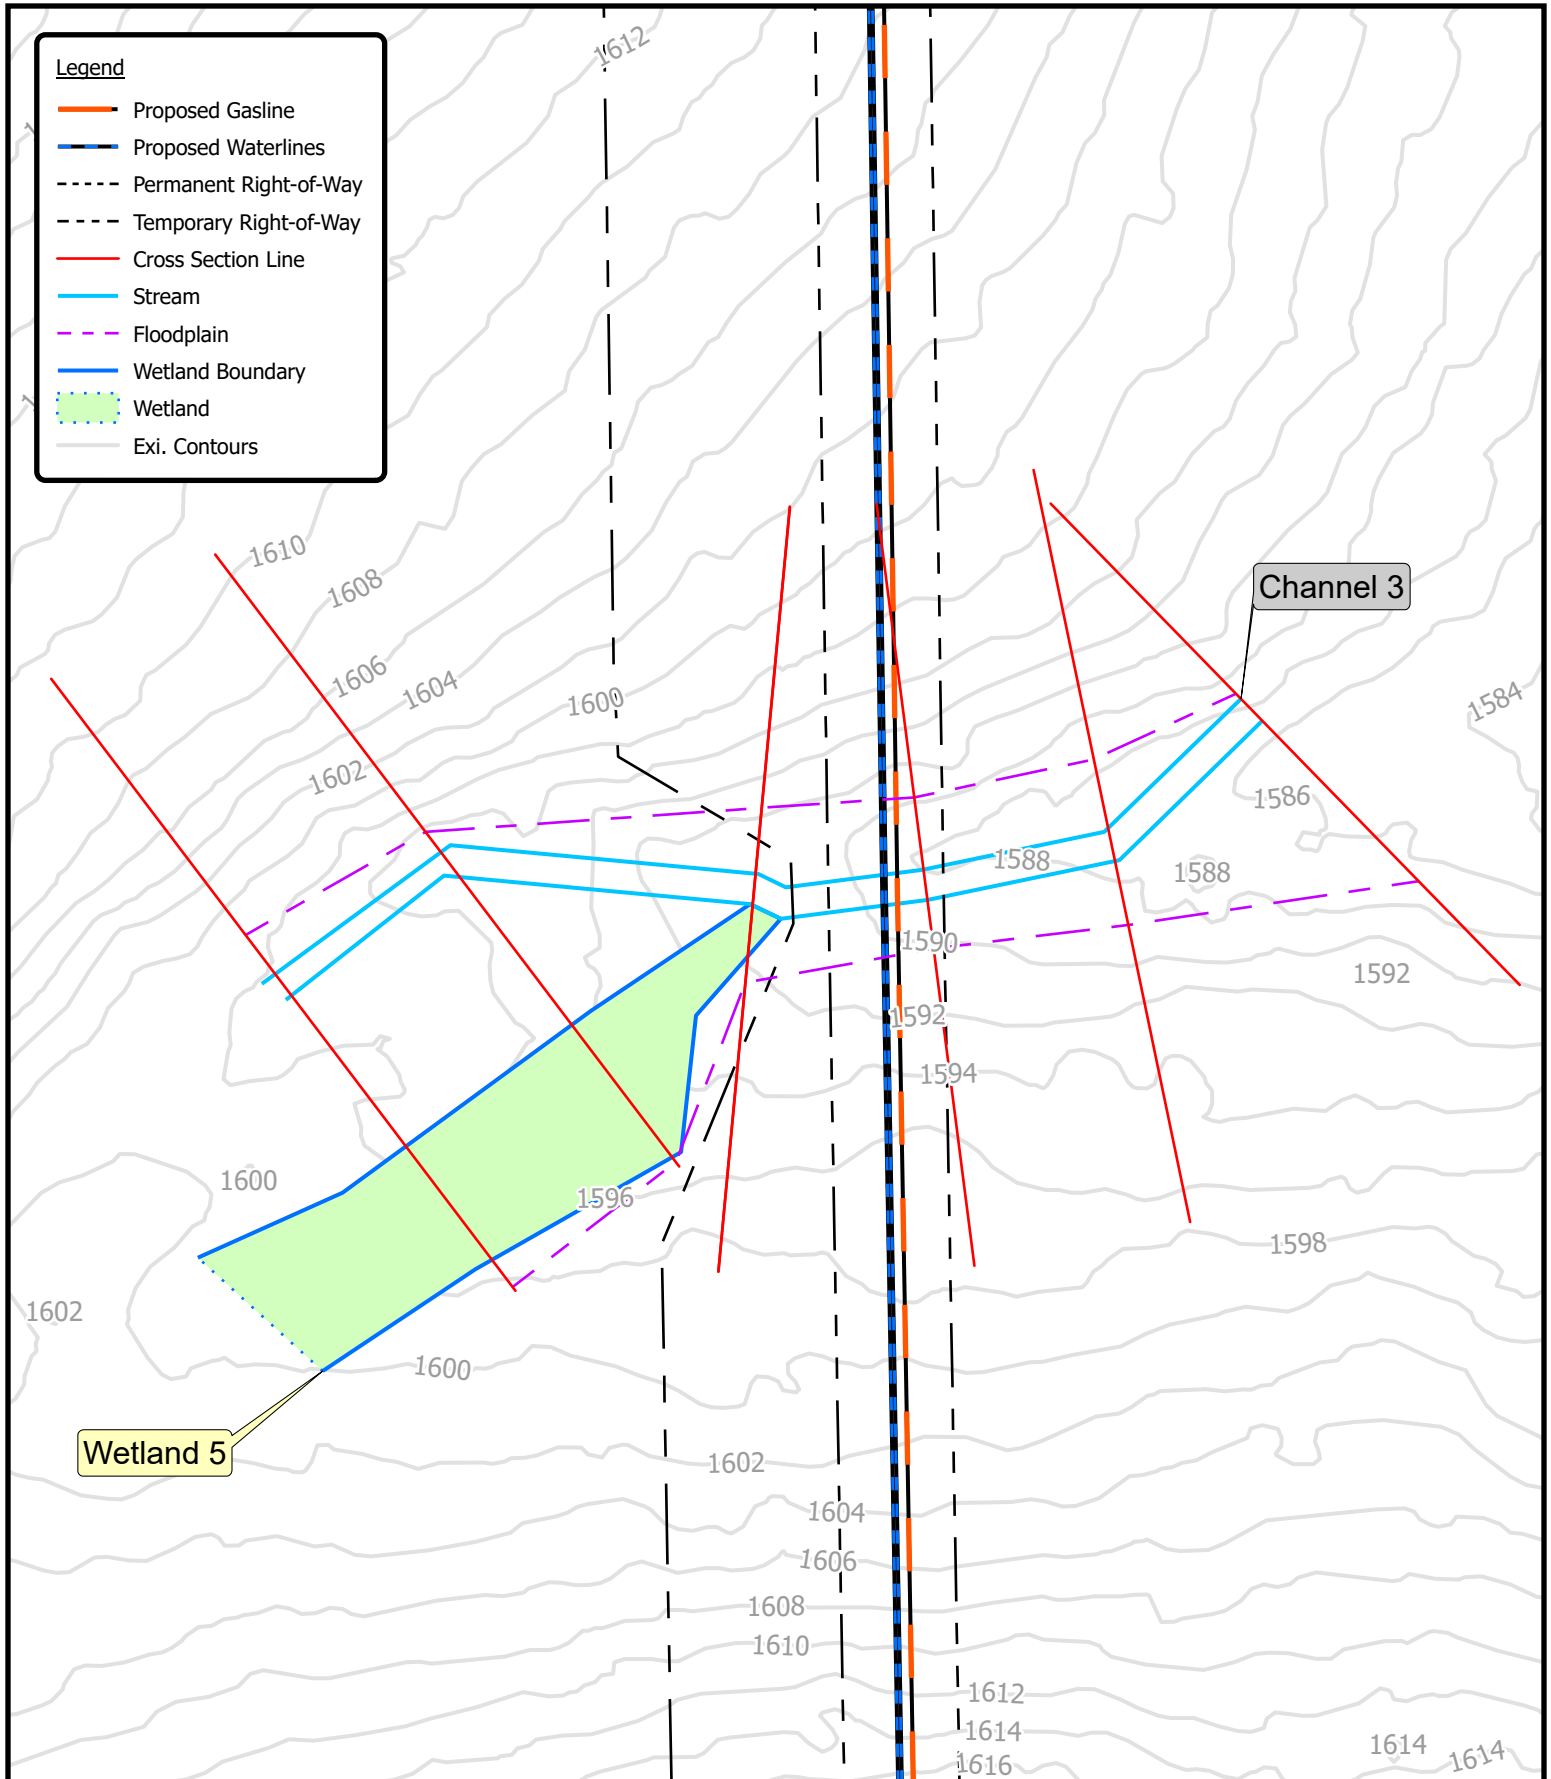 Legend
Proposed Gasline
Proposed Waterlines
Permanent Right-of-Way
Temporary Right-of-Way
Cross Section Line
Stream
Floodplain
Wetland Boundary
Wetland
Exi. Contours
1612
1610
1608
1606
1604
1600
1602
Channel 3
1584
1586
1588
1588
1590
1592
1592
1594
1600
1596
1598
1602
1600
Wetland 5
1602
1604
1606
1608
1610
1612
1614
1616
1614
1614